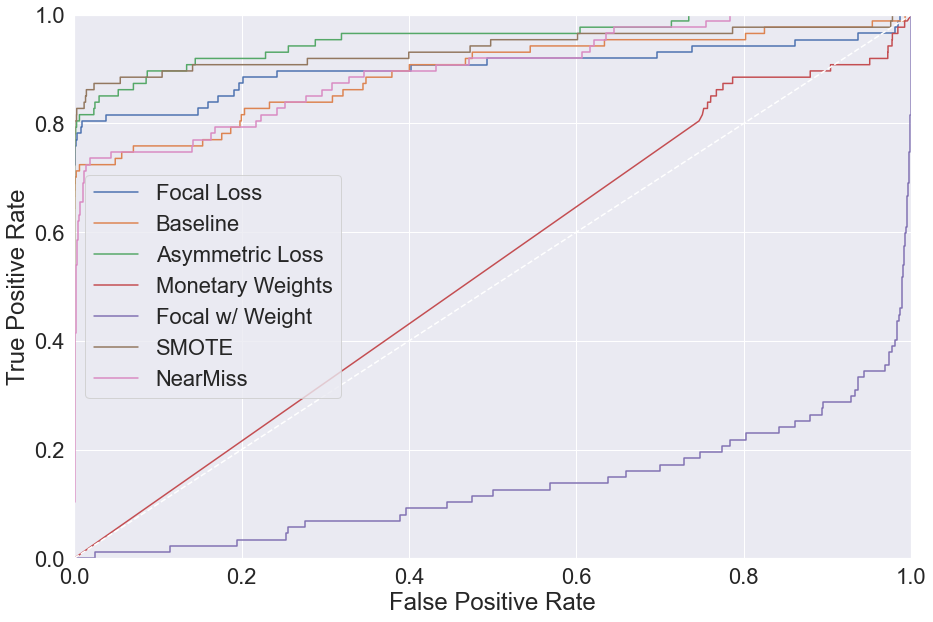 1.0
0.8
0.6
0.4
0.2
0.0
True Positive Rate
Focal Loss
Baseline
Asymmetric Loss
Monetary Weights
Focal w/ Weight
SMOTE
NearMiss
0.0 0.2 0.4 0.6 0.8 1.0
False Positive Rate